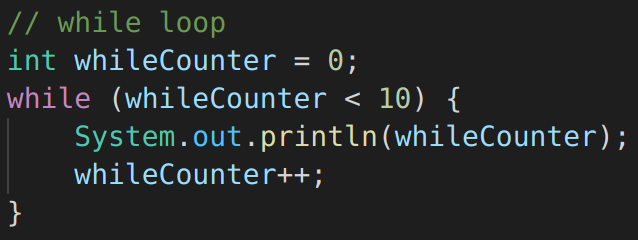 // while loop
int whileCounter = 0;
while (whileCounter < 10) {
    System.out.println(whileCounter);
    whileCounter++;
}